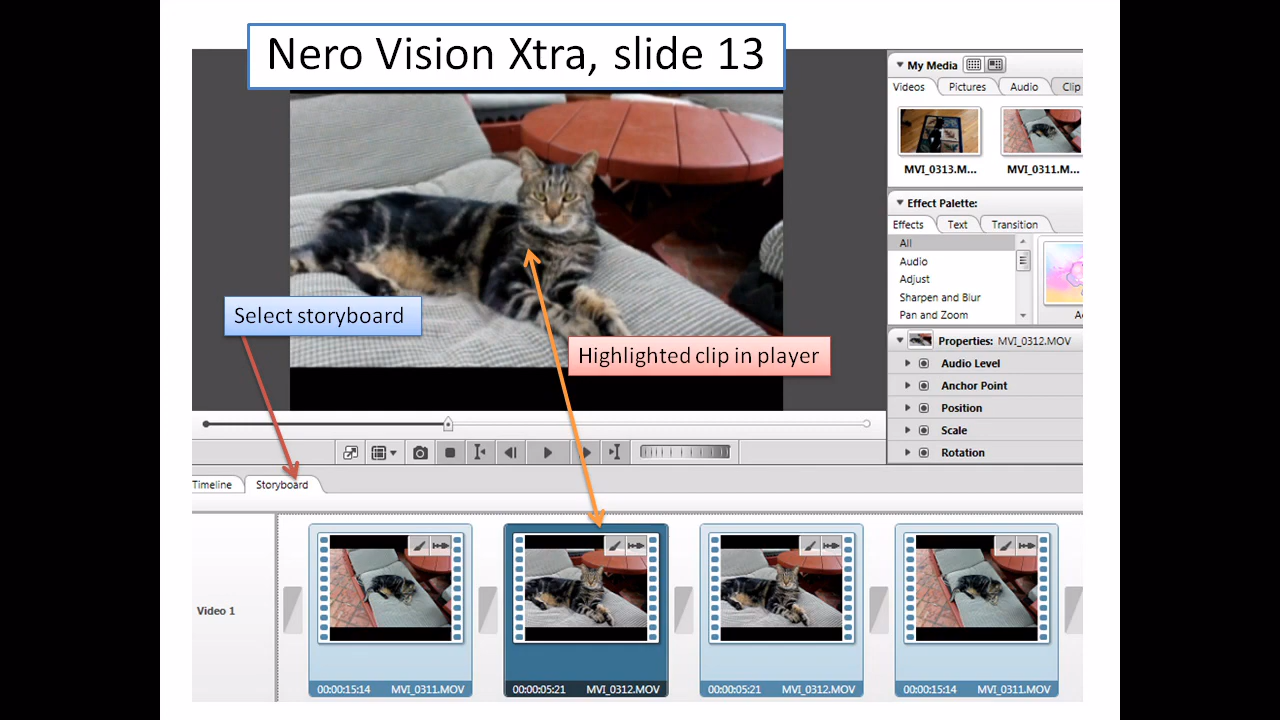 Nero Vision Xtra, slide 13
My Media
Videos Pictures Audio Clip
MVI_0313.M... MVI_0311.M...
Effect Palette:
Effects Text Transition
All
Audio
Adjust
Sharpen and Blur
Pan and Zoom
Select storyboard
Highlighted clip in player
Properties: MVI_0312.MOV
Audio Level
Anchor Point
Position
Scale
Rotation
Timeline Storyboard
Video 1
00:00:15:14 MVI_0311.MOV
00:00:05:21 MVI_0312.MOV
00:00:05:21 MVI_0312.MOV
00:00:15:14 MVI_0311.MOV